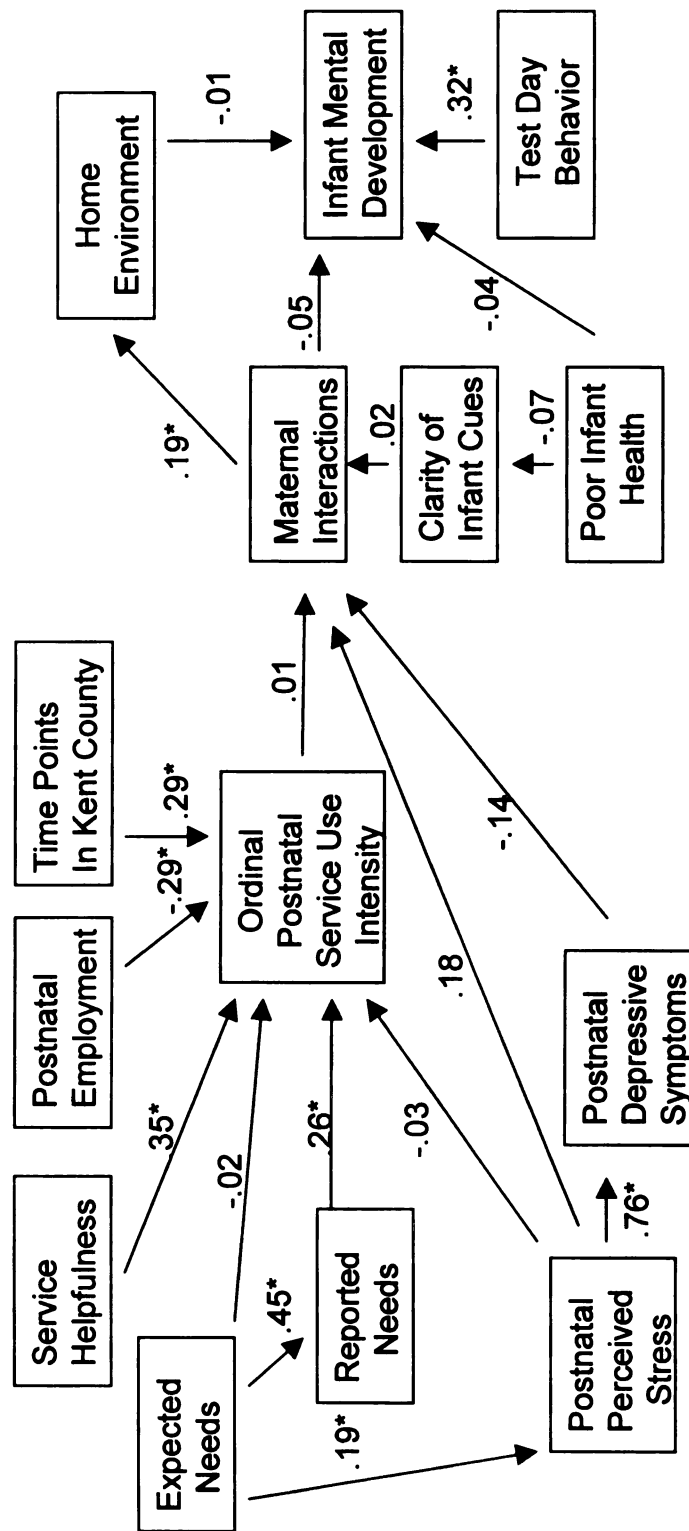 Service
Helpfulness
Postnatal
Employment
Time Points
In Kent County
Home
Environment
.35*
-.29*
.29*
.19*
-.01
Expected
Needs
-.02
Ordinal
Postnatal
Service Use
Intensity
.01
Maternal
Interactions
-.05
Infant Mental
Development
.45*
.26*
.02
.32*
Reported
Needs
Clarity of
Infant Cues
Test Day
Behavior
.19*
-.03
.18
-.14
-.07
-.04
Postnatal
Perceived
Stress
.76*
Postnatal
Depressive
Symptoms
Poor Infant
Health